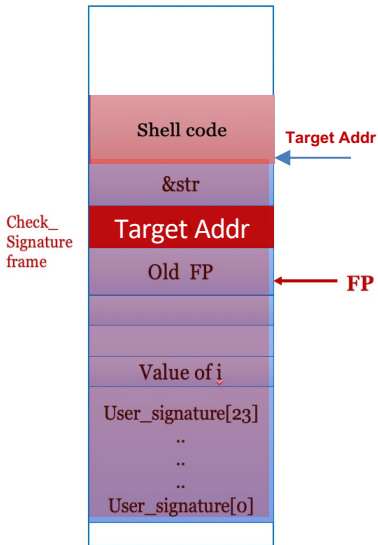 Shell code
Target Addr
&str
Check_
Signature
frame
Target Addr
Old FP
FP
Value of i
User_signature[23]
..
..
..
User_signature[0]